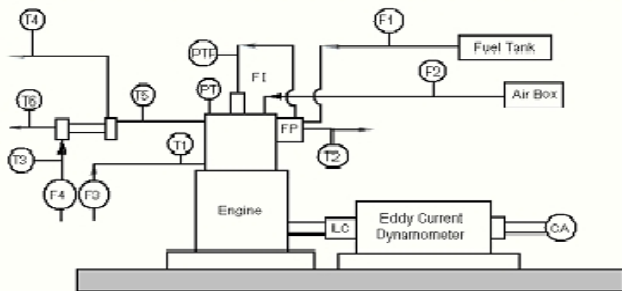 T4
F1
Fuel Tank
PTF
FI
F2
PT
Air Box
T6
T5
FP
T1
T2
T3
F4
F3
Engine
ILC
Eddy Current
Dynamometer
CA